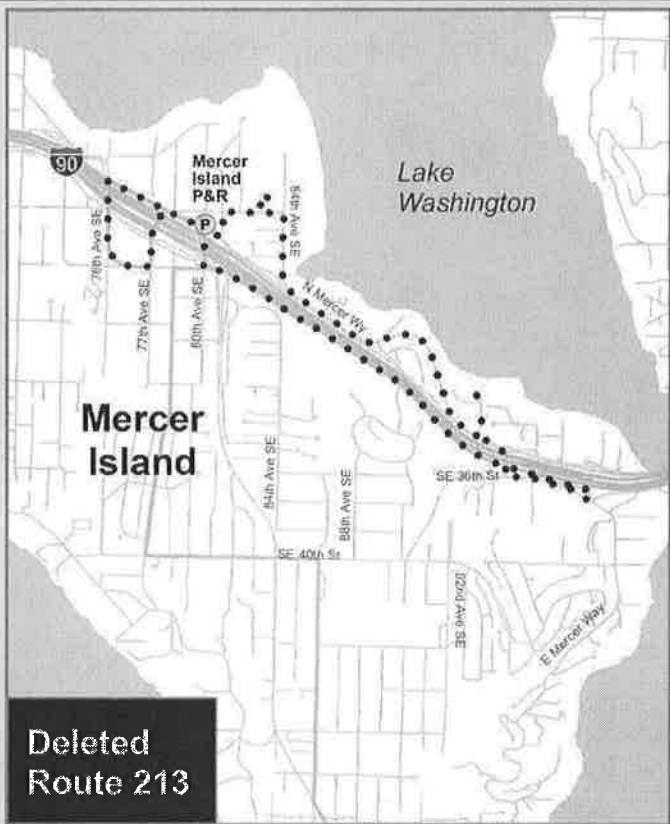 90
Mercer
Island
P&R
P
Lake
Washington
84th Ave SE
76th Ave SE
77th Ave SE
80th Ave SE
N Mercer Wy
Mercer
Island
84th Ave SE
88th Ave SE
SE 36th St
SE 40th St
92nd Ave SE
E Mercer Way
Deleted
Route 213